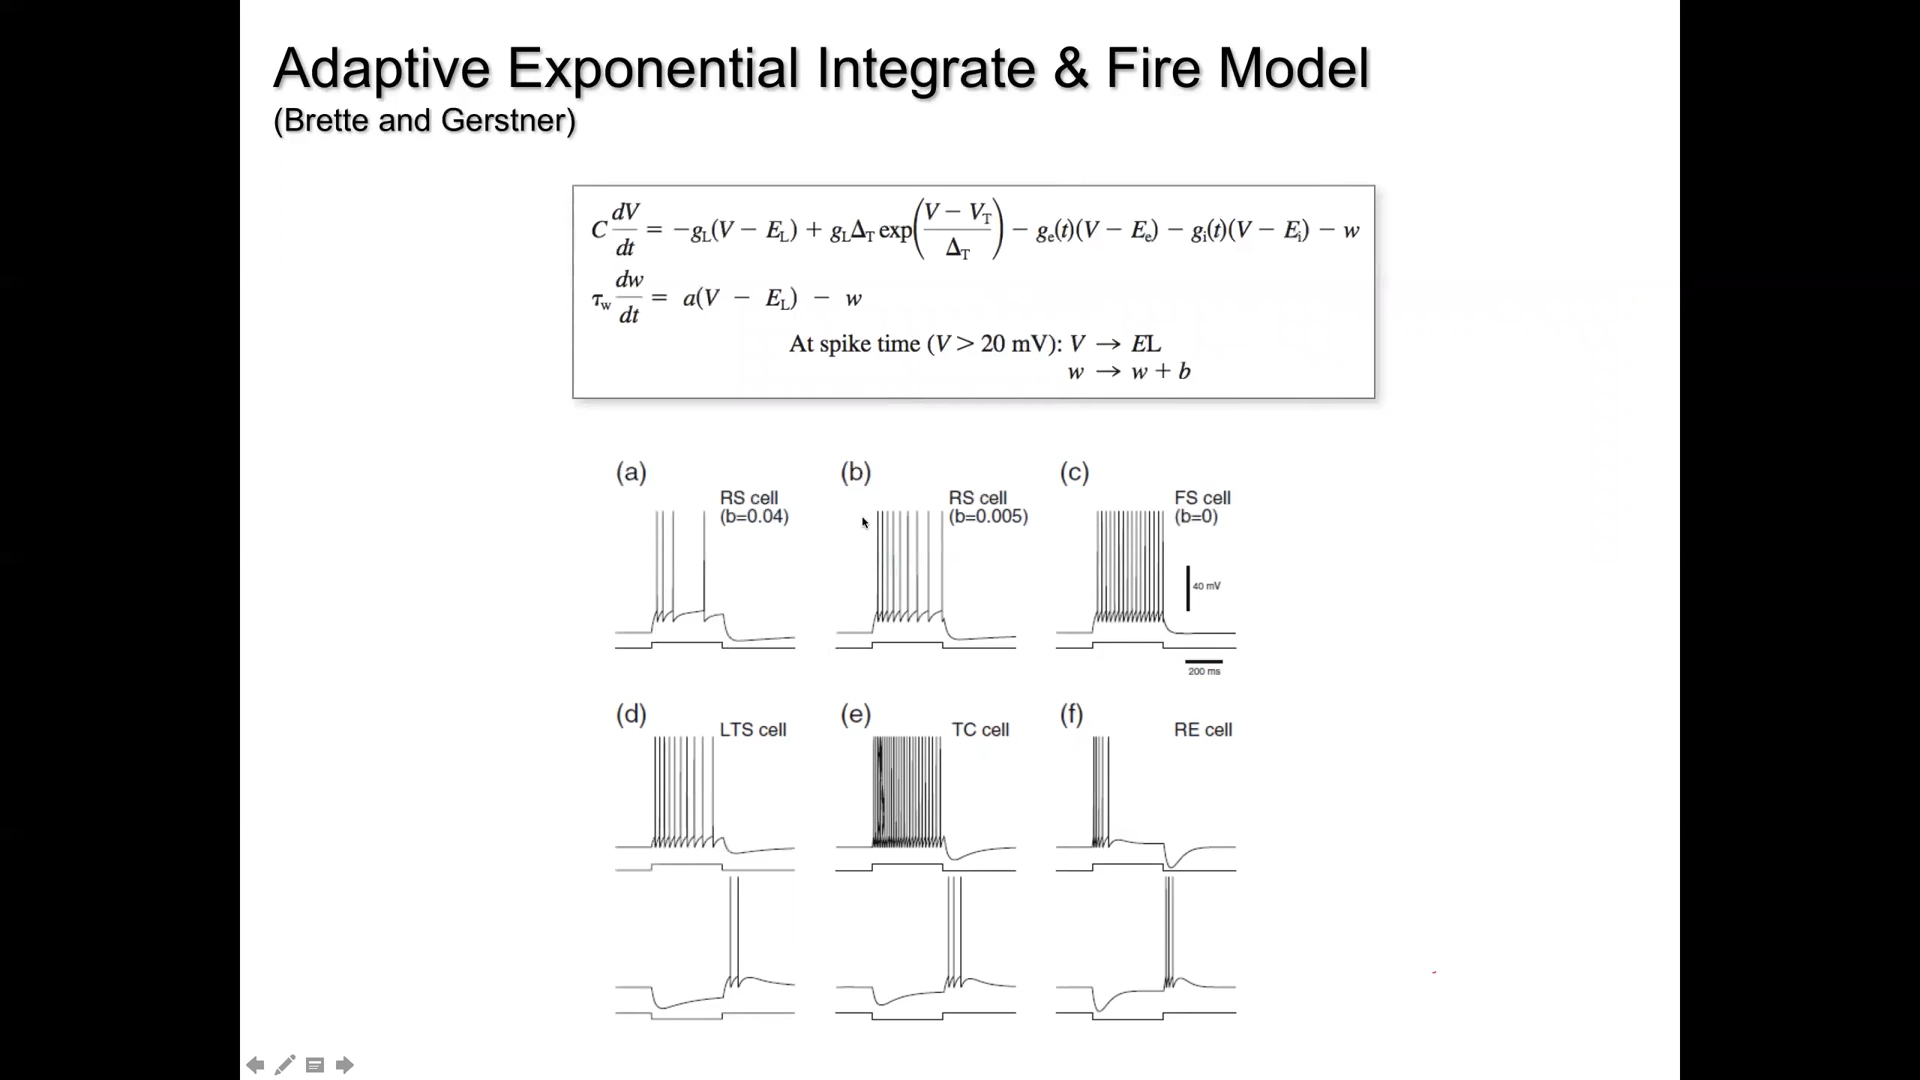 Adaptive Exponential Integrate & Fire Model
(Brette and Gerstner)
C dV/dt = −g_L(V − E_L) + g_LΔ_T exp((V − V_T)/Δ_T) − g_e(t)(V − E_e) − g_i(t)(V − E_i) − w
τ_w dw/dt = a(V − E_L) − w
At spike time (V > 20 mV): V → EL
w → w + b
(a)
RS cell
(b=0.04)
(b)
RS cell
(b=0.005)
(c)
FS cell
(b=0)
40 mV
200 ms
(d)
LTS cell
(e)
TC cell
(f)
RE cell